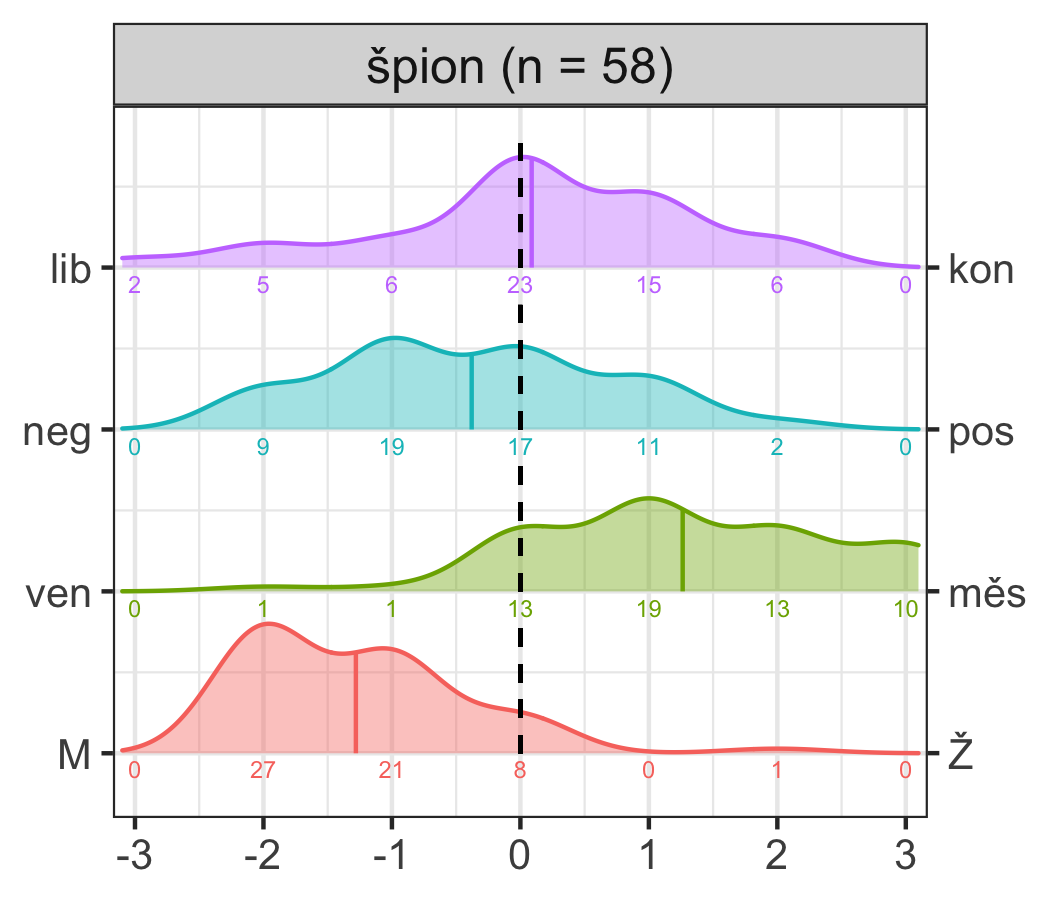 špion (n = 58)
lib kon
2 5 6 23 15 6 0
neg pos
0 9 19 17 11 2 0
ven měs
0 1 1 13 19 13 10
M Ž
0 27 21 8 0 1 0
-3 -2 -1 0 1 2 3